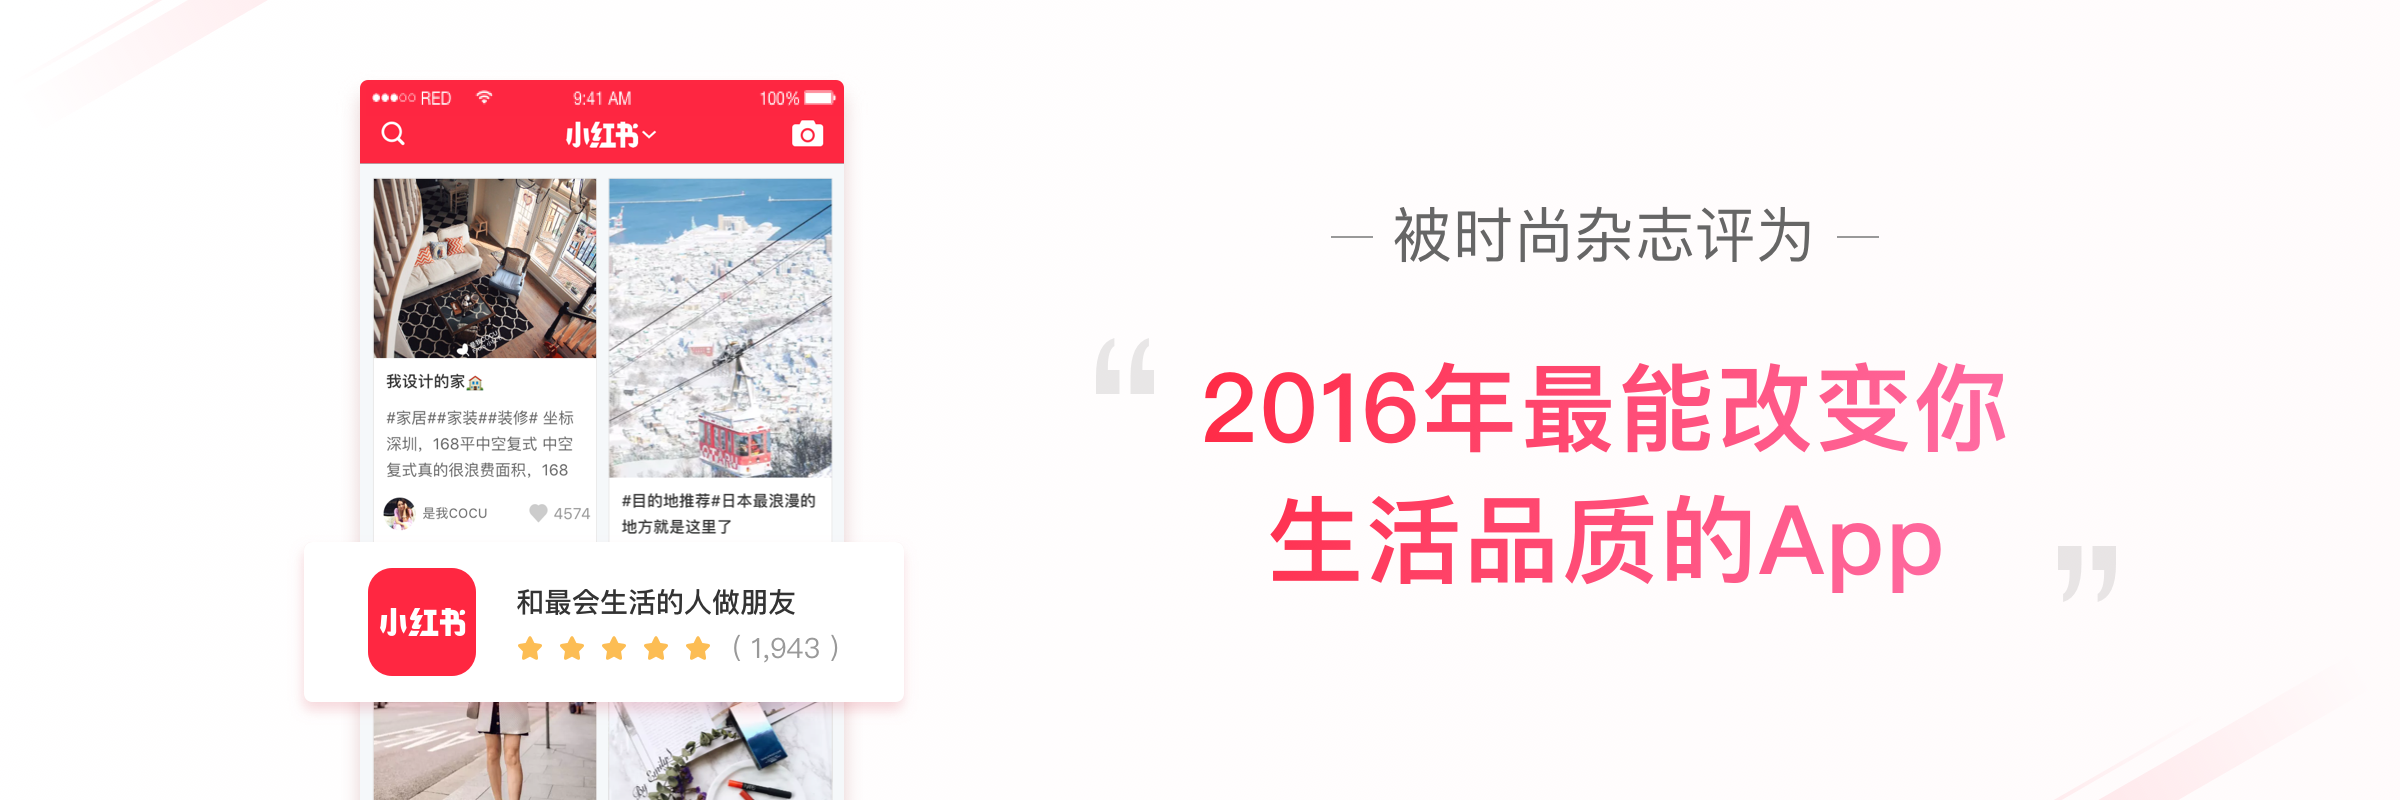 RED 9:41 AM 100%
小红书
我设计的家
#家居##家装##装修# 坐标
深圳，168平中空复式 中空
复式真的很浪费面积，168
是我COCU 4574
#目的地推荐#日本最浪漫的
地方就是这里了
小红书
和最会生活的人做朋友
( 1,943 )
被时尚杂志评为
“
2016年最能改变你
生活品质的App
”